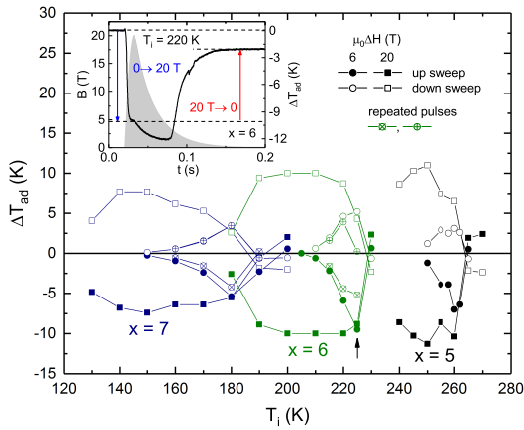 μ₀ΔH (T)
6 20
up sweep
down sweep
repeated pulses
,
20
15
10
5
0
B (T)
Tᵢ = 220 K
0→ 20 T
20 T→ 0
x = 6
0
-3
-6
-9
-12
ΔT_ad (K)
0.0 0.1 0.2
t (s)
30
25
20
15
10
5
0
-5
-10
-15
ΔT_ad (K)
x = 7
x = 6
x = 5
120 140 160 180 200 220 240 260 280
Tᵢ (K)